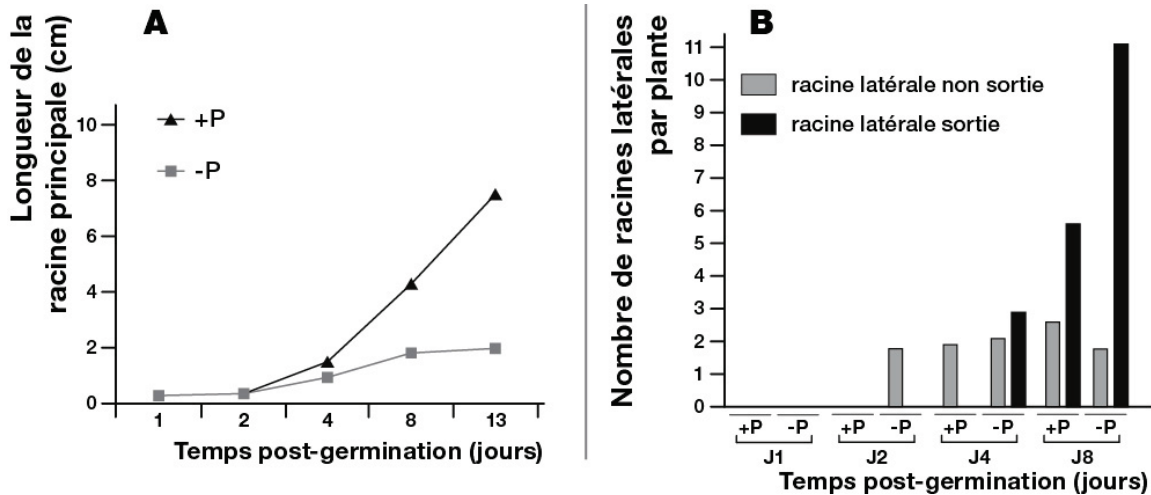 A
Longueur de la
racine principale (cm)
10
8
6
4
2
0
+P
-P
1 2 4 8 13
Temps post-germination (jours)
B
Nombre de racines latérales
par plante
11
10
9
8
7
6
5
4
3
2
1
0
racine latérale non sortie
racine latérale sortie
+P -P +P -P +P -P +P -P
J1 J2 J4 J8
Temps post-germination (jours)